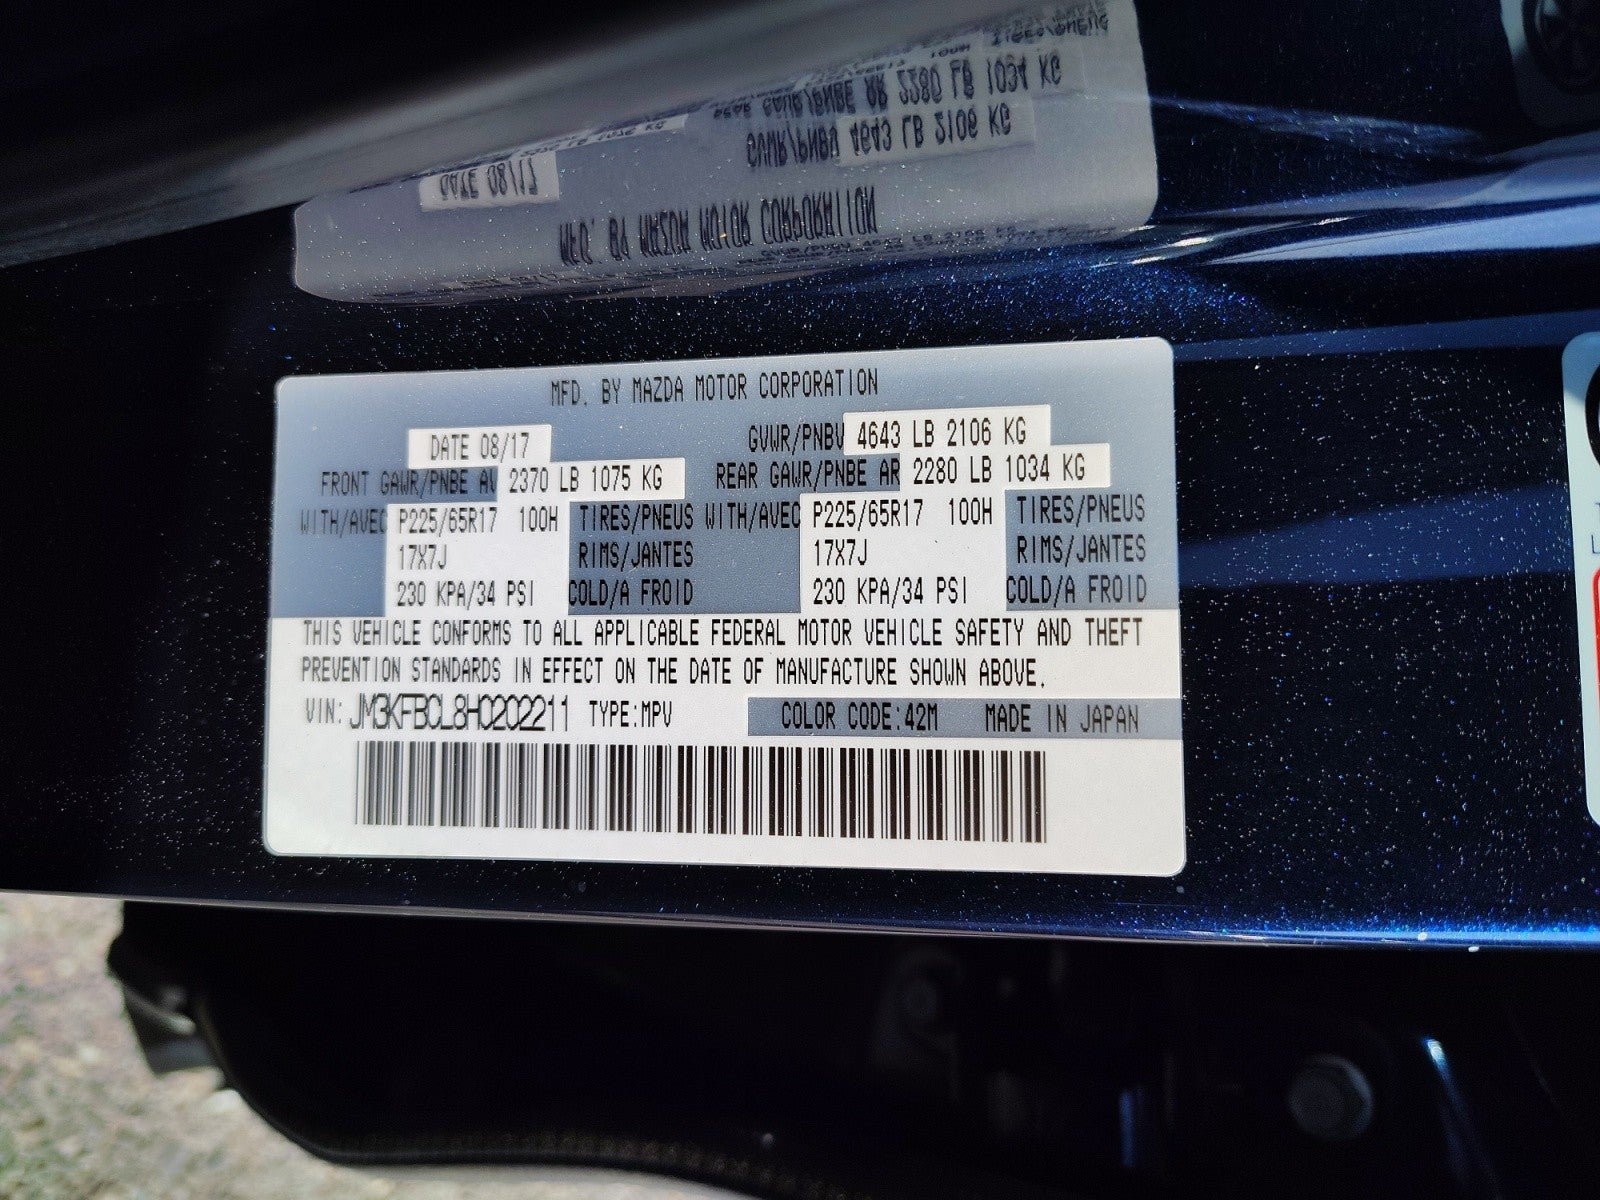 MFD. BY MAZDA MOTOR CORPORATION
DATE 08/17 GVWR/PNBV 4643 LB 2106 KG
FRONT GAWR/PNBE AV 2370 LB 1075 KG REAR GAWR/PNBE AR 2280 LB 1034 KG
WITH/AVEC P225/65R17 100H TIRES/PNEUS WITH/AVEC P225/65R17 100H TIRES/PNEUS
17X7J RIMS/JANTES 17X7J RIMS/JANTES
230 KPA/34 PSI COLD/A FROID 230 KPA/34 PSI COLD/A FROID
THIS VEHICLE CONFORMS TO ALL APPLICABLE FEDERAL MOTOR VEHICLE SAFETY AND THEFT
PREVENTION STANDARDS IN EFFECT ON THE DATE OF MANUFACTURE SHOWN ABOVE.
VIN: JM3KFBCL8H0202211 TYPE:MPV COLOR CODE:42M MADE IN JAPAN